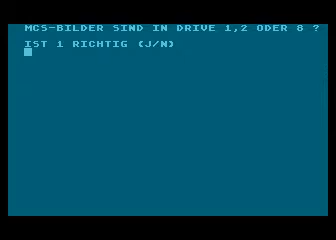 MCS-BILDER SIND IN DRIVE 1,2 ODER 8 ?
IST 1 RICHTIG (J/N)